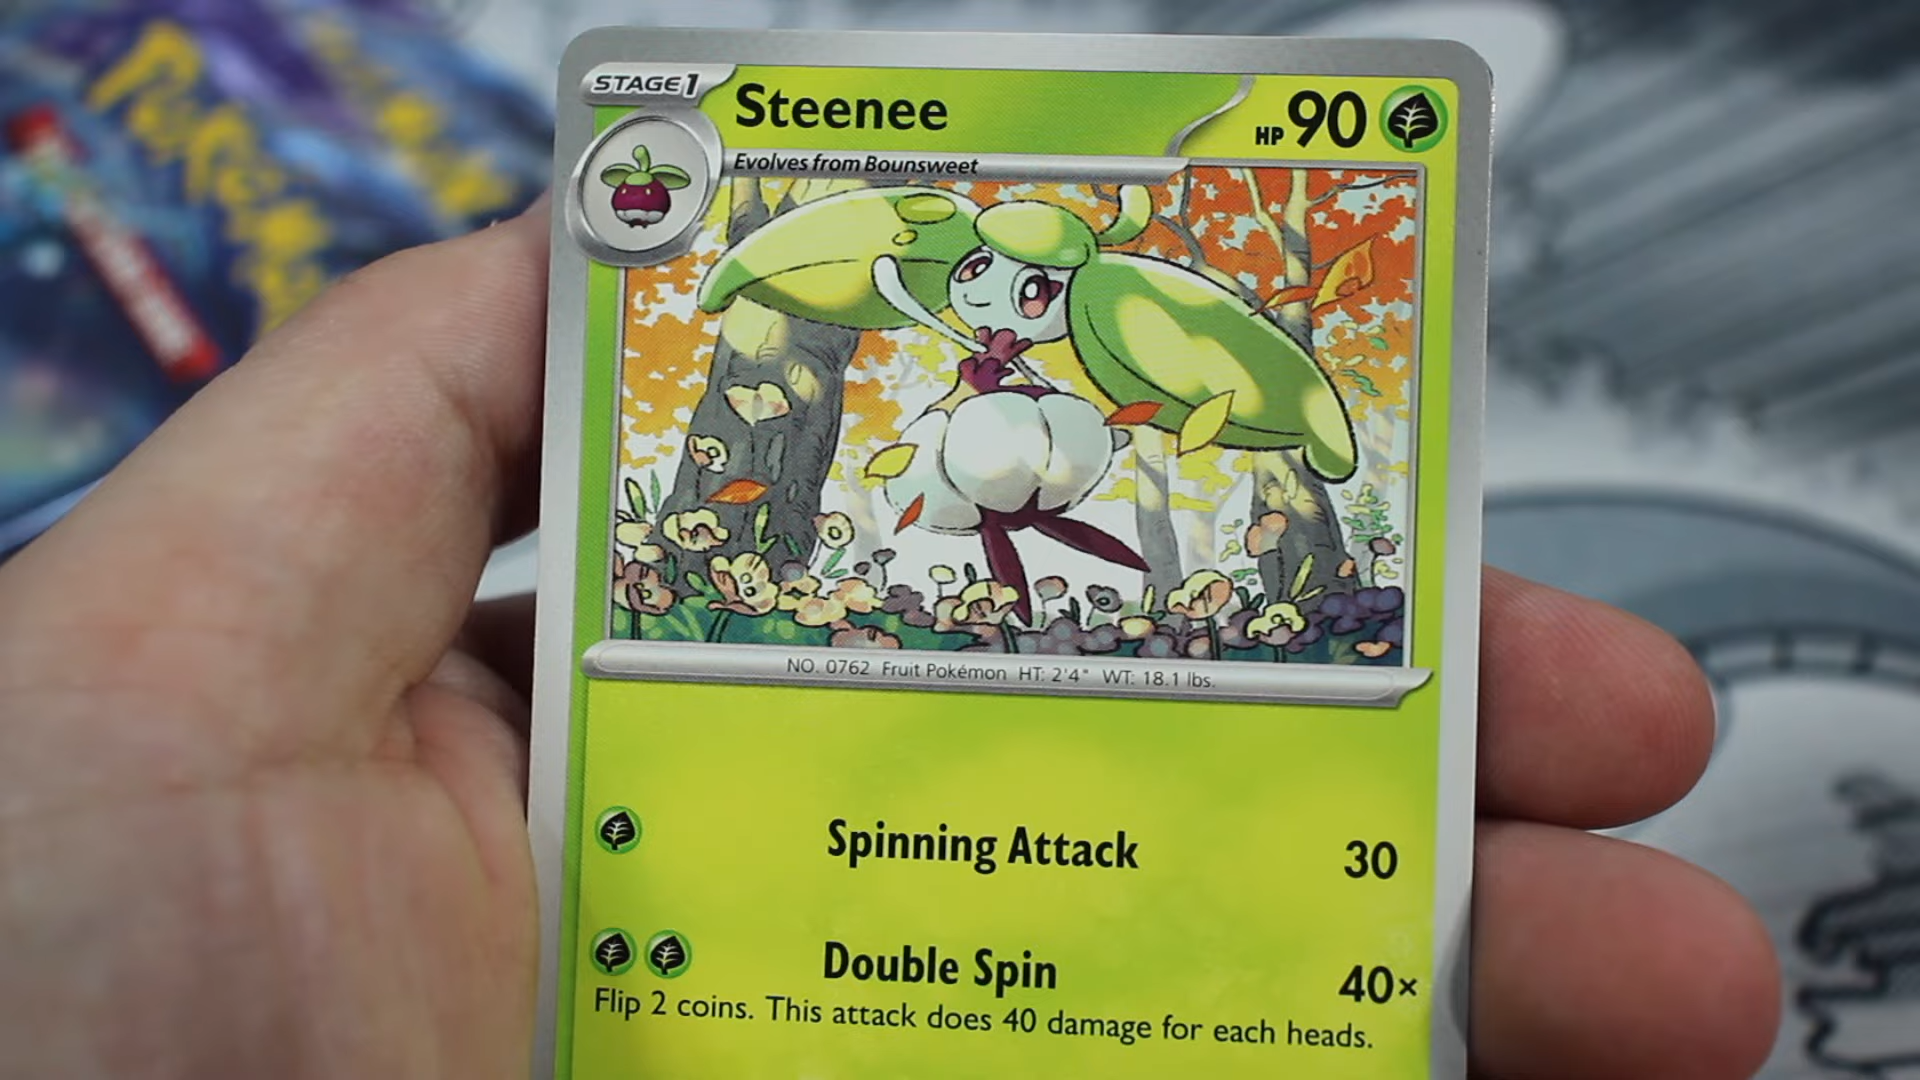 STAGE1
Steenee
HP 90
Evolves from Bounsweet
NO. 0762 Fruit Pokémon HT: 2'4" WT: 18.1 lbs.
Spinning Attack 30
Double Spin 40×
Flip 2 coins. This attack does 40 damage for each heads.